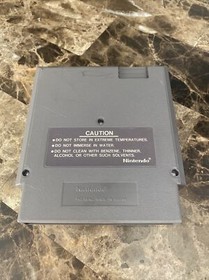 CAUTION
•DO NOT STORE IN EXTREME TEMPERATURES.
•DO NOT IMMERSE IN WATER.
•DO NOT CLEAN WITH BENZENE, THINNER,
ALCOHOL OR OTHER SUCH SOLVENTS.
Nintendo